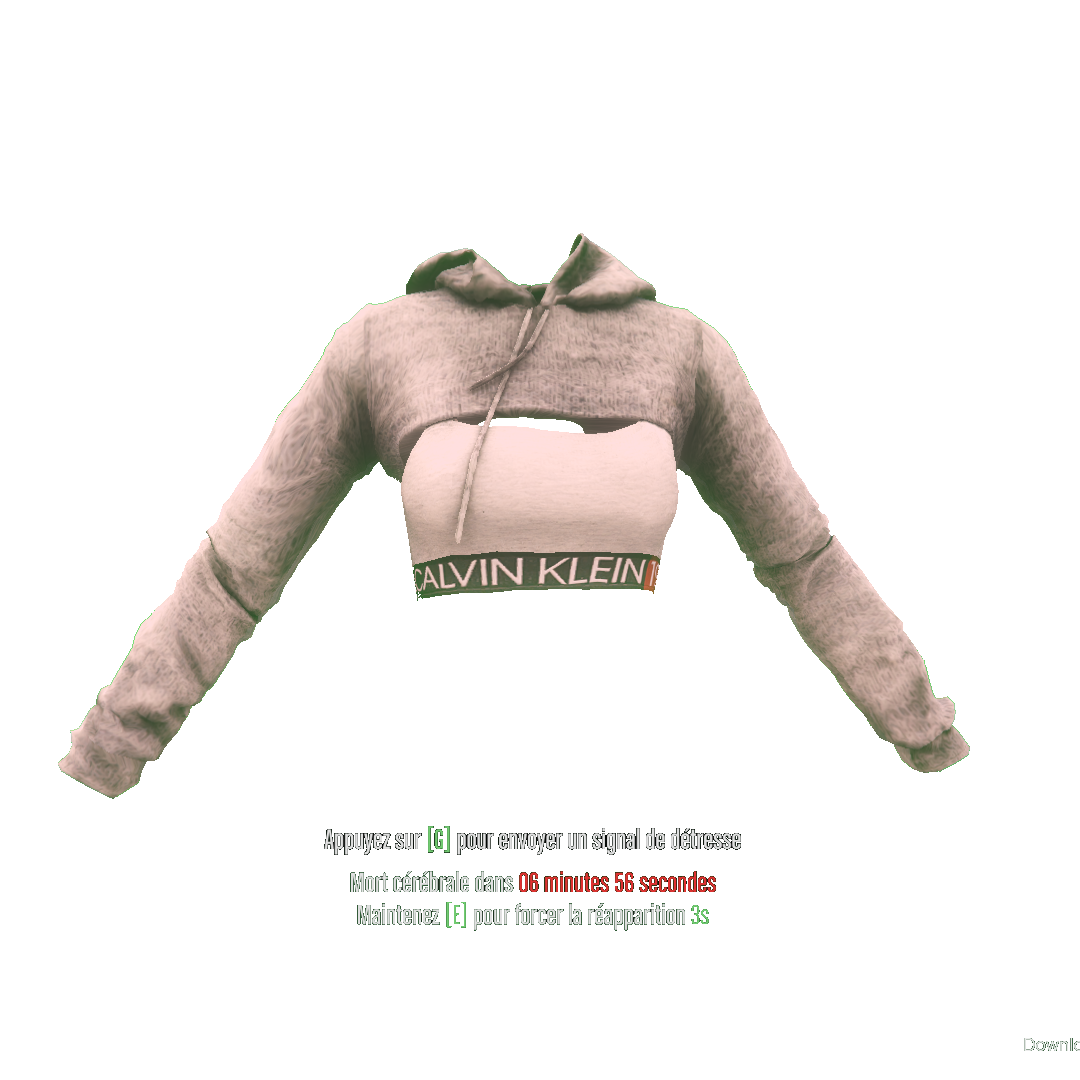 CALVIN KLEIN
Appuyez sur [G] pour envoyer un signal de détresse
Mort cérébrale dans 06 minutes 56 secondes
Maintenez [E] pour forcer la réapparition 3s